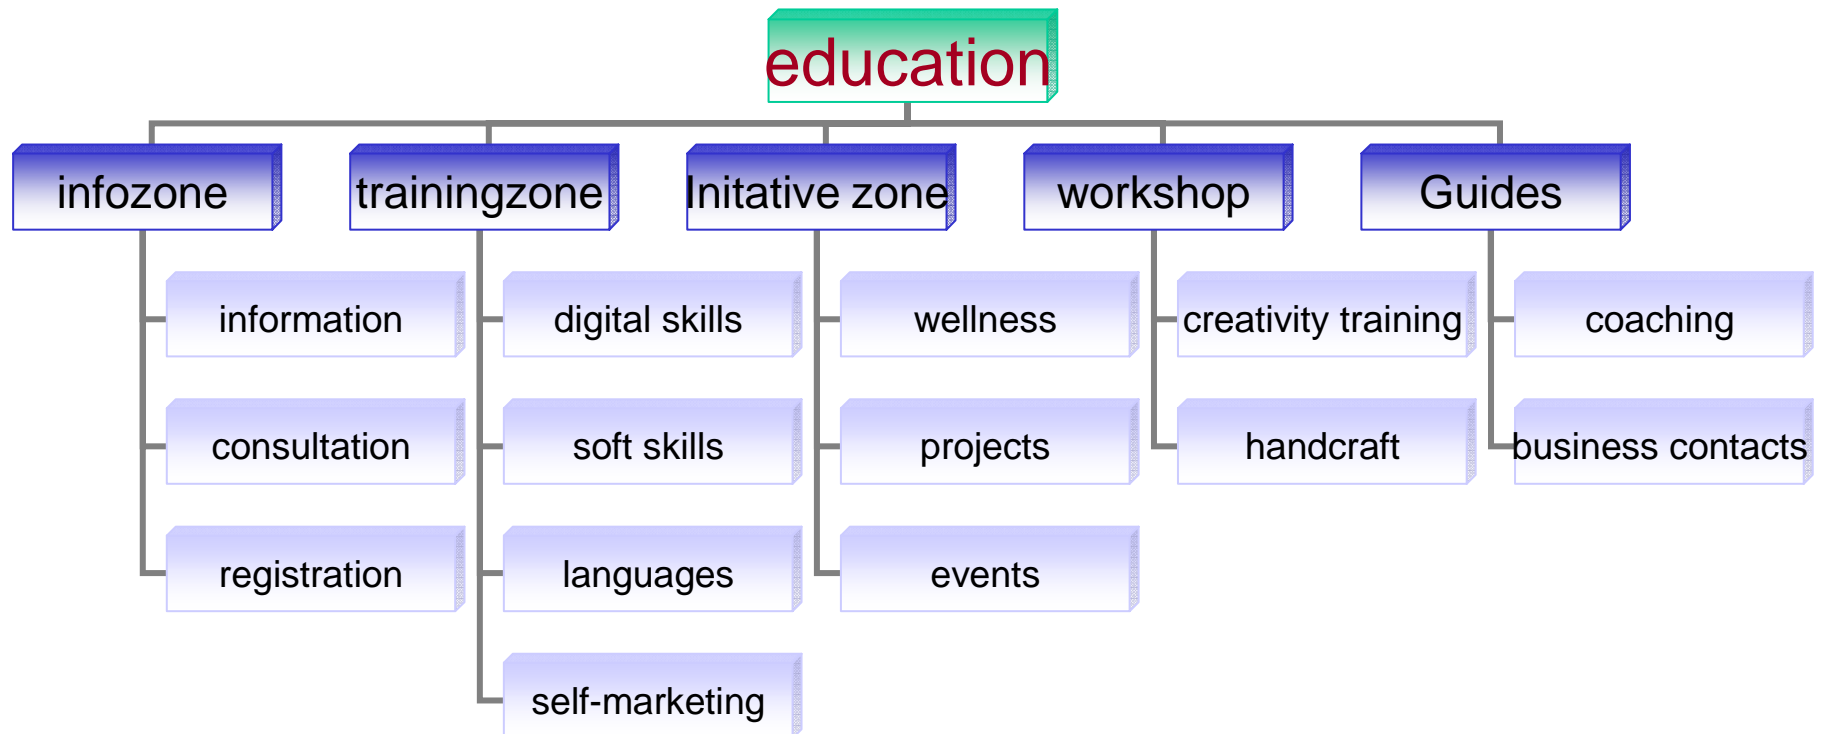 education
infozone
trainingzone
Initative zone
workshop
Guides
information
digital skills
wellness
creativity training
coaching
consultation
soft skills
projects
handcraft
business contacts
registration
languages
events
self-marketing